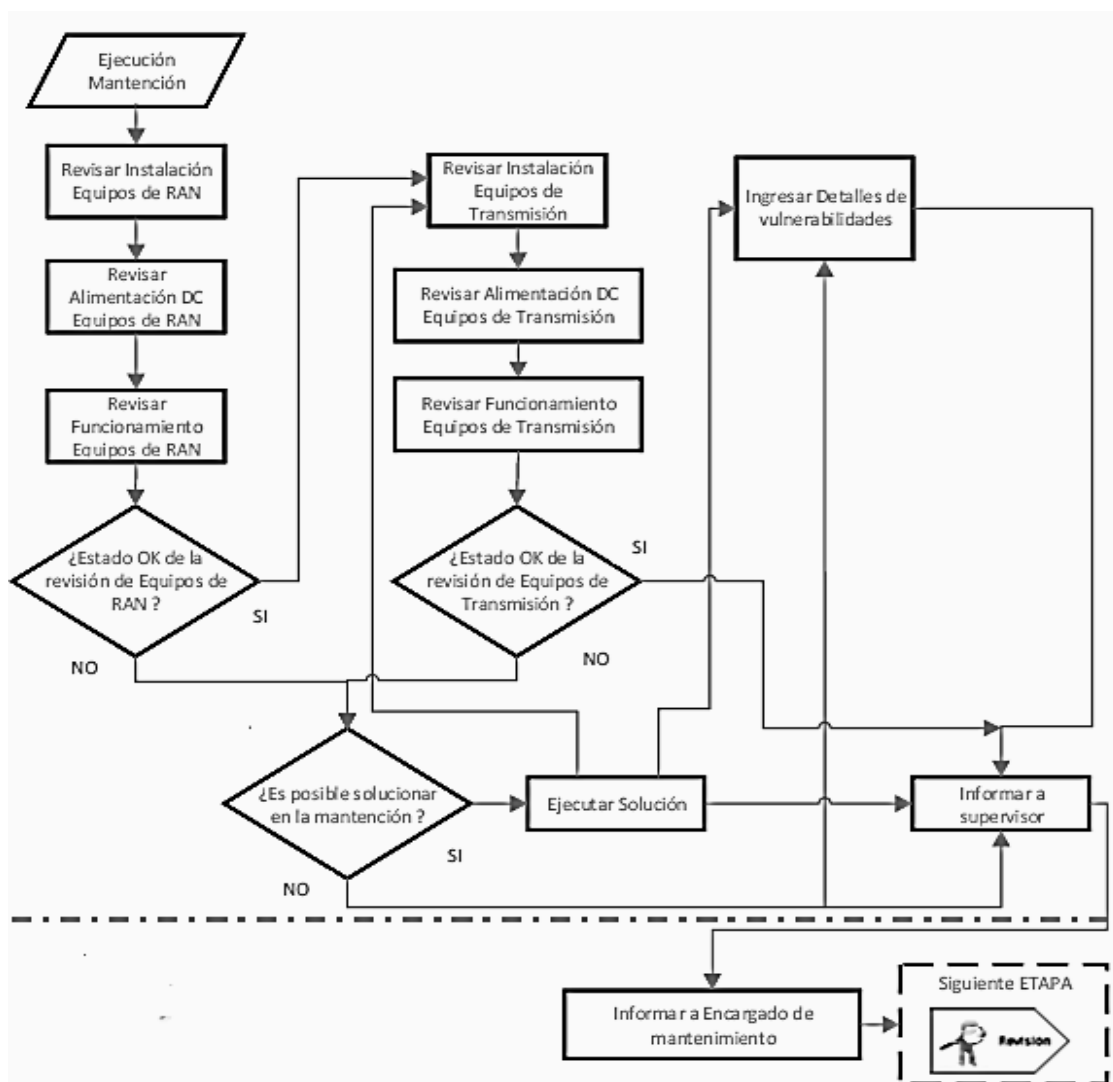 Ejecución
Mantención
Revisar Instalación
Equipos de RAN
Revisar
Alimentación DC
Equipos de RAN
Revisar
Funcionamiento
Equipos de RAN
¿Estado OK de la
revisión de Equipos de
RAN ?
SI
NO
Revisar Instalación
Equipos de
Transmisión
Revisar Alimentación DC
Equipos de Transmisión
Revisar Funcionamiento
Equipos de Transmisión
¿Estado OK de la
revisión de Equipos de
Transmisión ?
SI
NO
Ingresar Detalles de
vulnerabilidades
¿Es posible solucionar
en la mantención ?
SI
NO
Ejecutar Solución
Informar a
supervisor
Informar a Encargado de
mantenimiento
Siguiente ETAPA
Revision